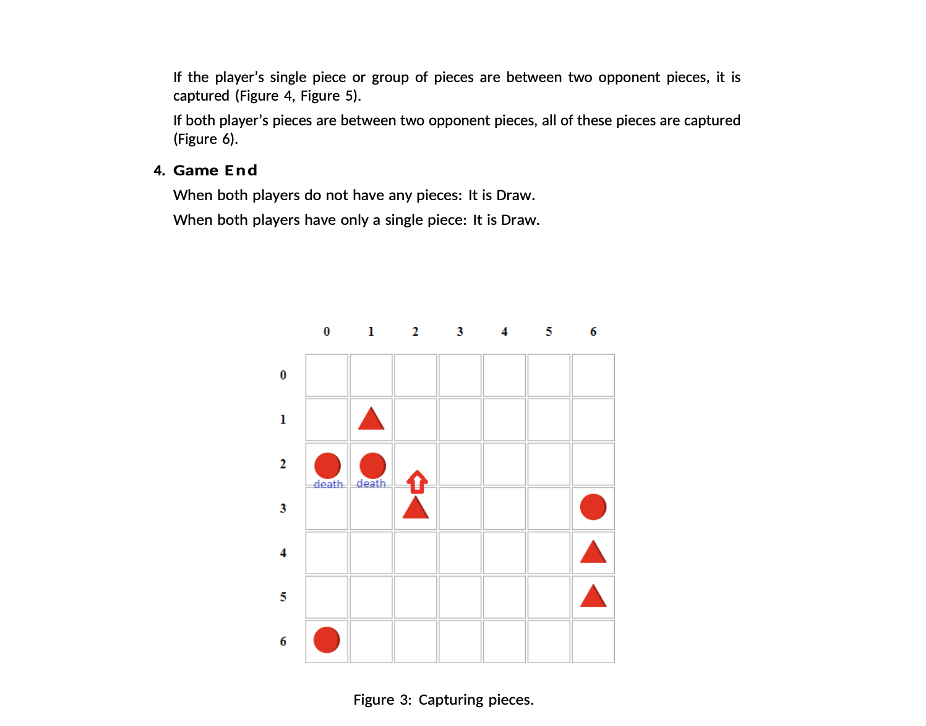 If the player's single piece or group of pieces are between two opponent pieces, it is
captured (Figure 4, Figure 5).
If both player's pieces are between two opponent pieces, all of these pieces are captured
(Figure 6).
4. Game End
When both players do not have any pieces: It is Draw.
When both players have only a single piece: It is Draw.
0 1 2 3 4 5 6
0
1
2
death death
3
4
5
6
Figure 3: Capturing pieces.